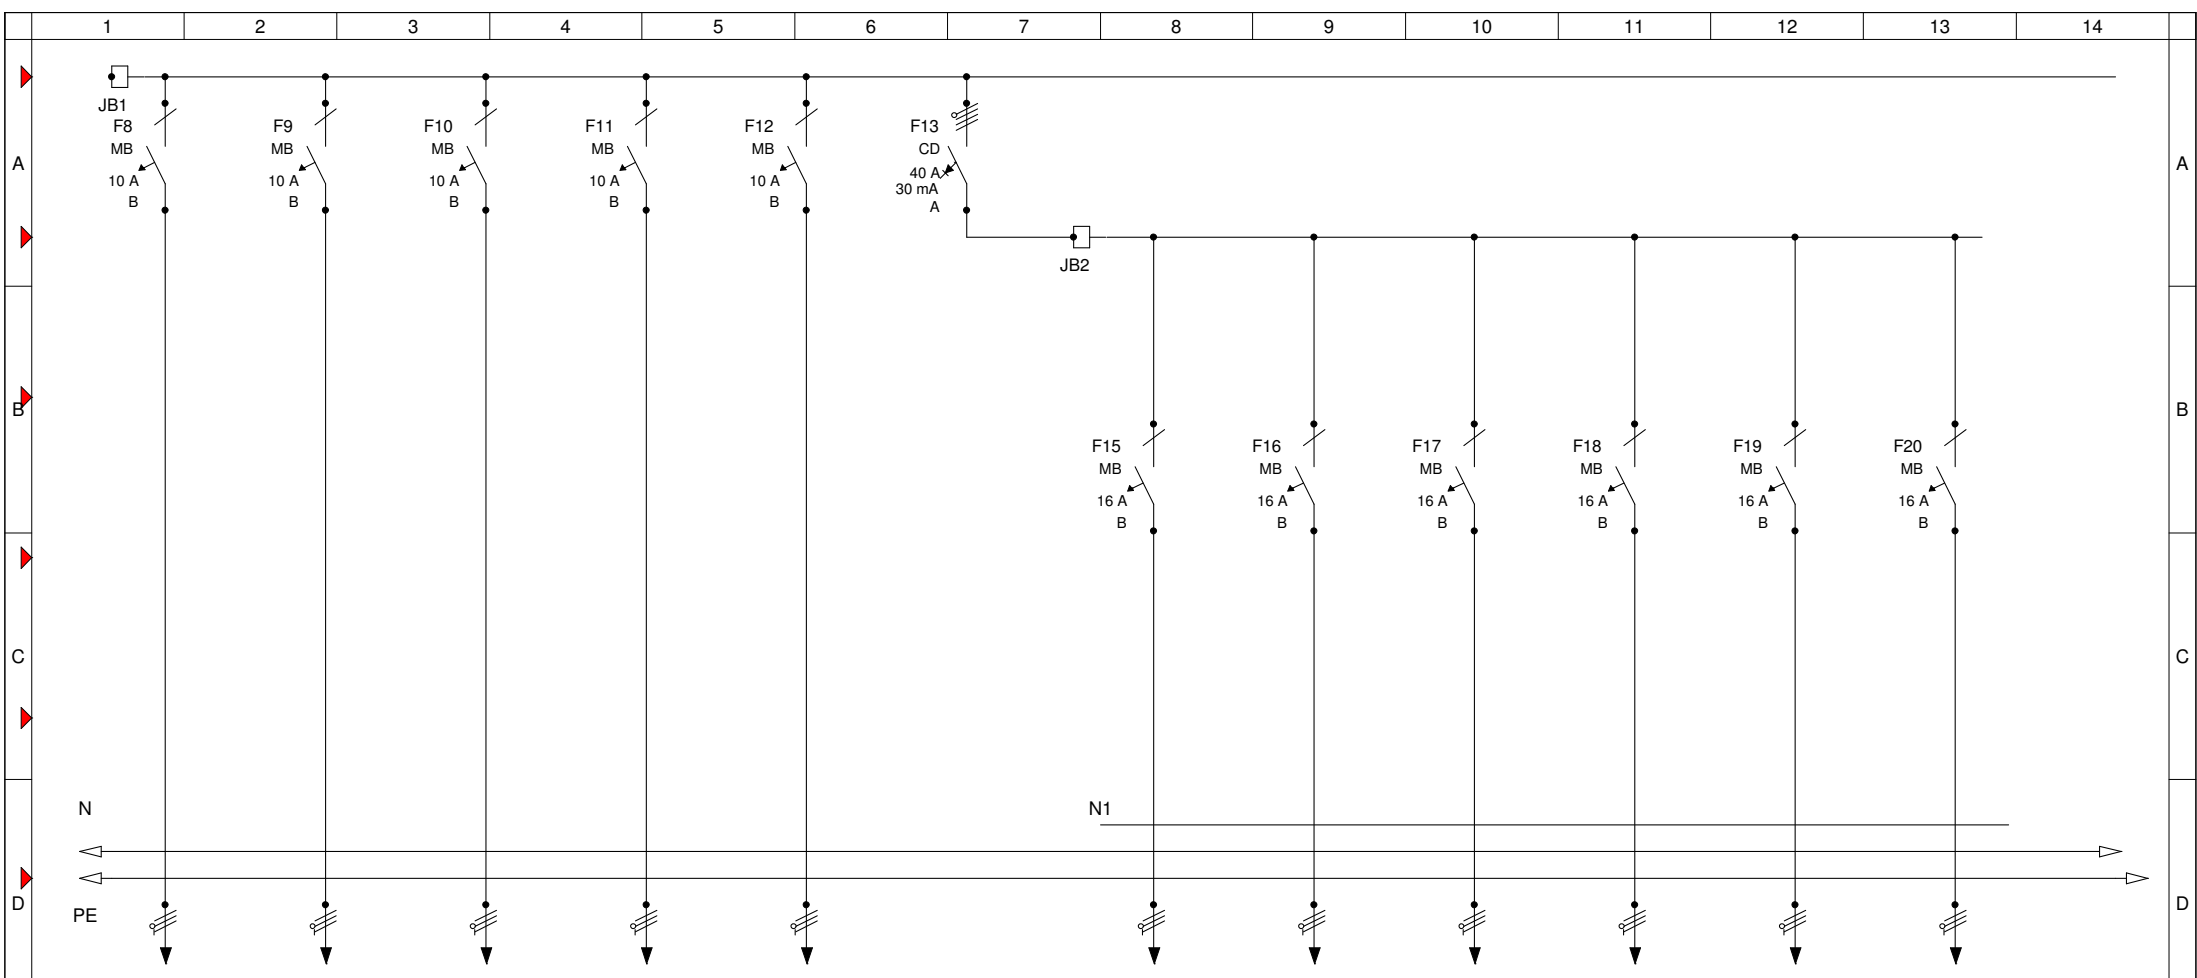 1 2 3 4 5 6 7 8 9 10 11 12 13 14
JB1
F8 F9 F10 F11 F12 F13
MB MB MB MB MB CD
A A
10 A 10 A 10 A 10 A 10 A 40 A
30 mA
B B B B B A
JB2
B B
F15 F16 F17 F18 F19 F20
MB MB MB MB MB MB
16 A 16 A 16 A 16 A 16 A 16 A
B B B B B B
C C
N N1
D D
PE